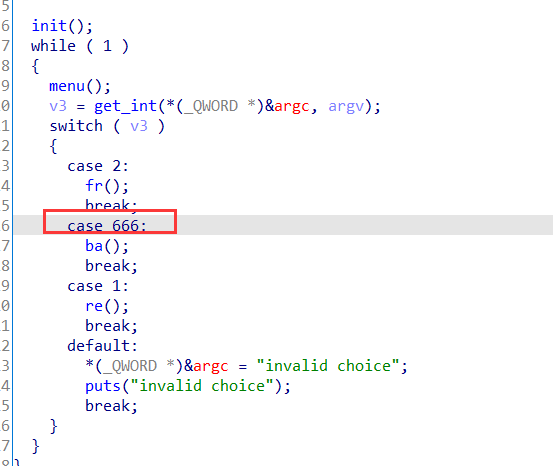 5
6 init();
7 while ( 1 )
8 {
9 menu();
0 v3 = get_int(*(_QWORD *)&argc, argv);
1 switch ( v3 )
2 {
3 case 2:
4 fr();
5 break;
6 case 666:
7 ba();
8 break;
9 case 1:
0 re();
1 break;
2 default:
3 *(_QWORD *)&argc = "invalid choice";
4 puts("invalid choice");
5 break;
6 }
7 }
8 }